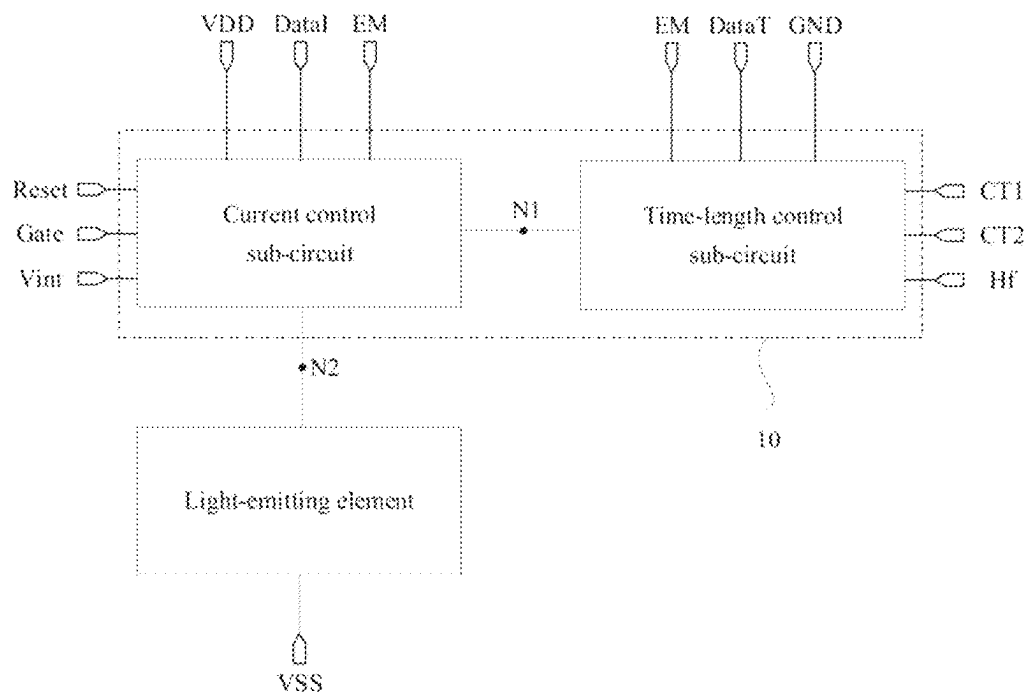 VDD DataI EM
EM DataT GND
Reset
Gate
Vint
Current control
sub-circuit
N1
Time-length control
sub-circuit
CT1
CT2
Hf
N2
10
Light-emitting element
VSS